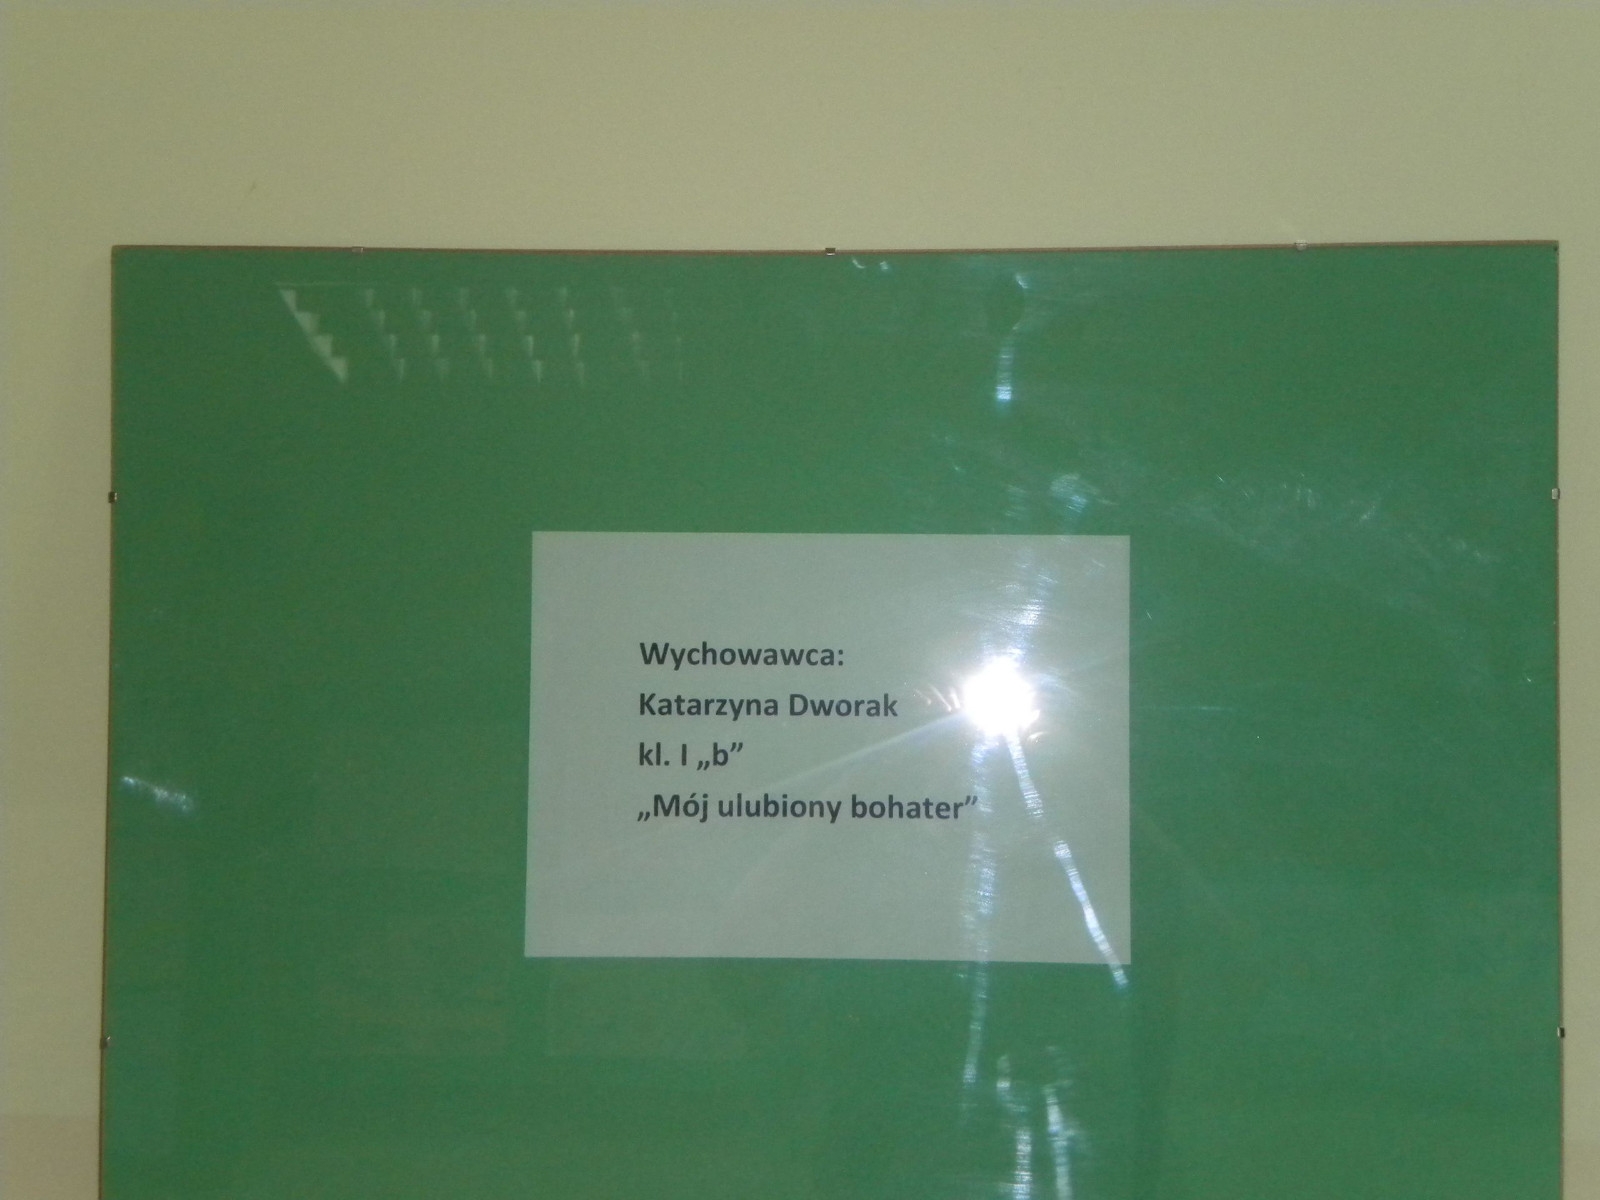 Wychowawca:
Katarzyna Dworak
kl. I „b”
„Mój ulubiony bohater”